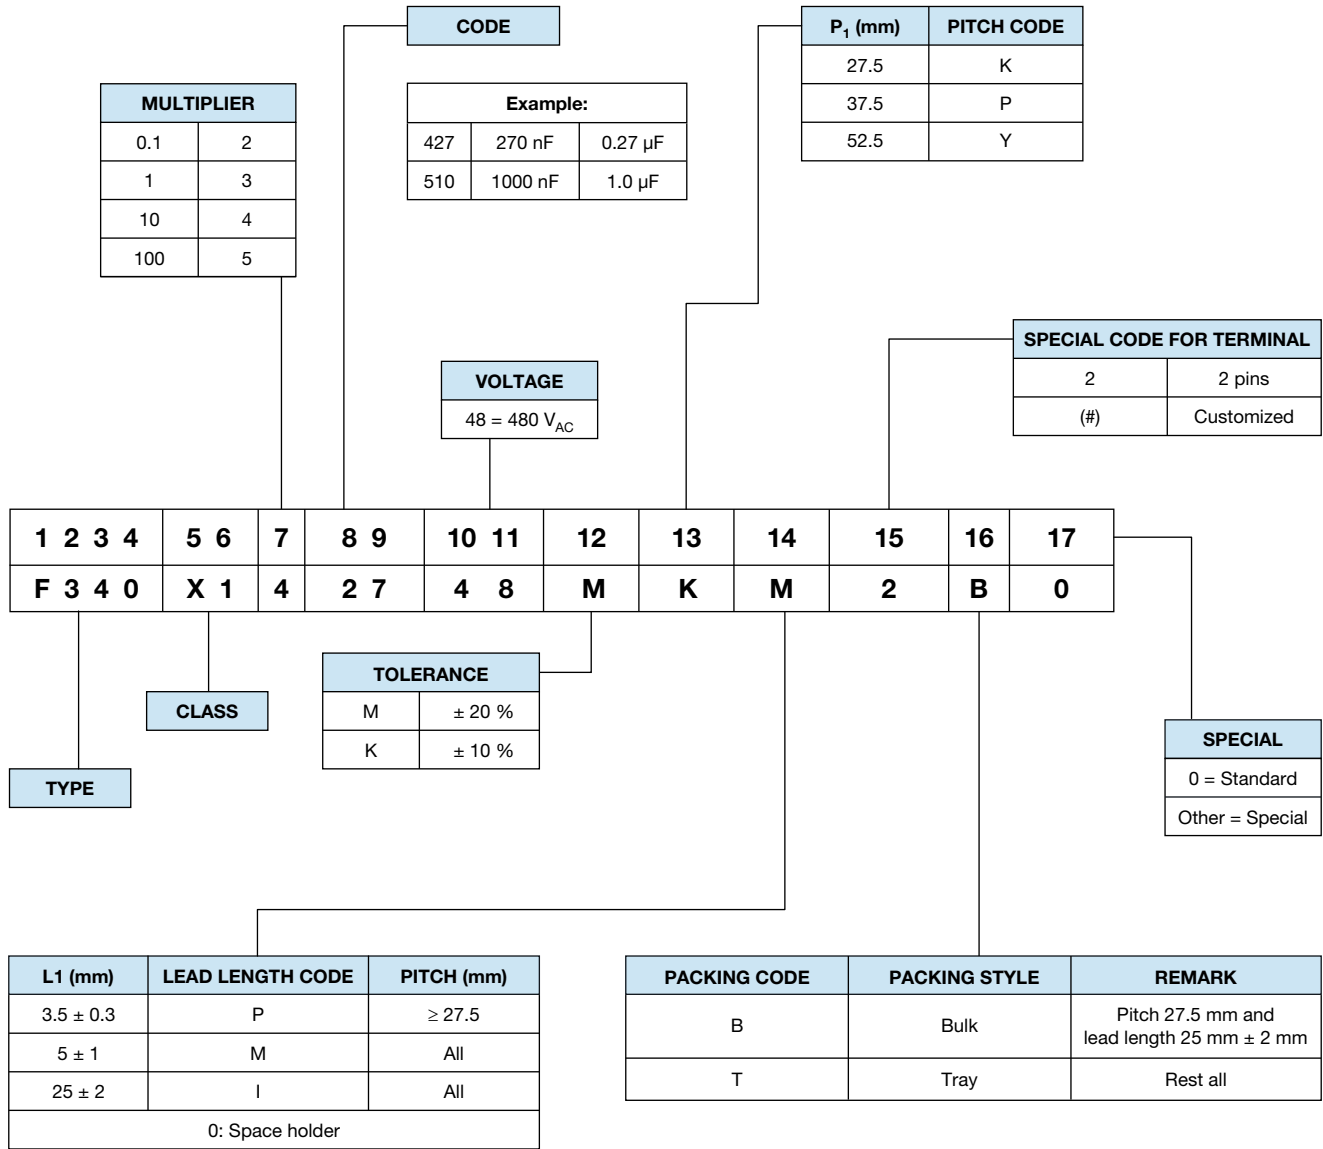 CODE
P1 (mm) PITCH CODE
27.5 K
37.5 P
52.5 Y
MULTIPLIER
0.1 2
1 3
10 4
100 5
Example:
427 270 nF 0.27 µF
510 1000 nF 1.0 µF
SPECIAL CODE FOR TERMINAL
2 2 pins
(#) Customized
VOLTAGE
48 = 480 VAC
1 2 3 4 5 6 7 8 9 10 11 12 13 14 15 16 17
F 3 4 0 X 1 4 2 7 4 8 M K M 2 B 0
TOLERANCE
M ± 20 %
K ± 10 %
CLASS
TYPE
SPECIAL
0 = Standard
Other = Special
L1 (mm) LEAD LENGTH CODE PITCH (mm)
3.5 ± 0.3 P ≥ 27.5
5 ± 1 M All
25 ± 2 I All
0: Space holder
PACKING CODE PACKING STYLE REMARK
B Bulk Pitch 27.5 mm and
lead length 25 mm ± 2 mm
T Tray Rest all